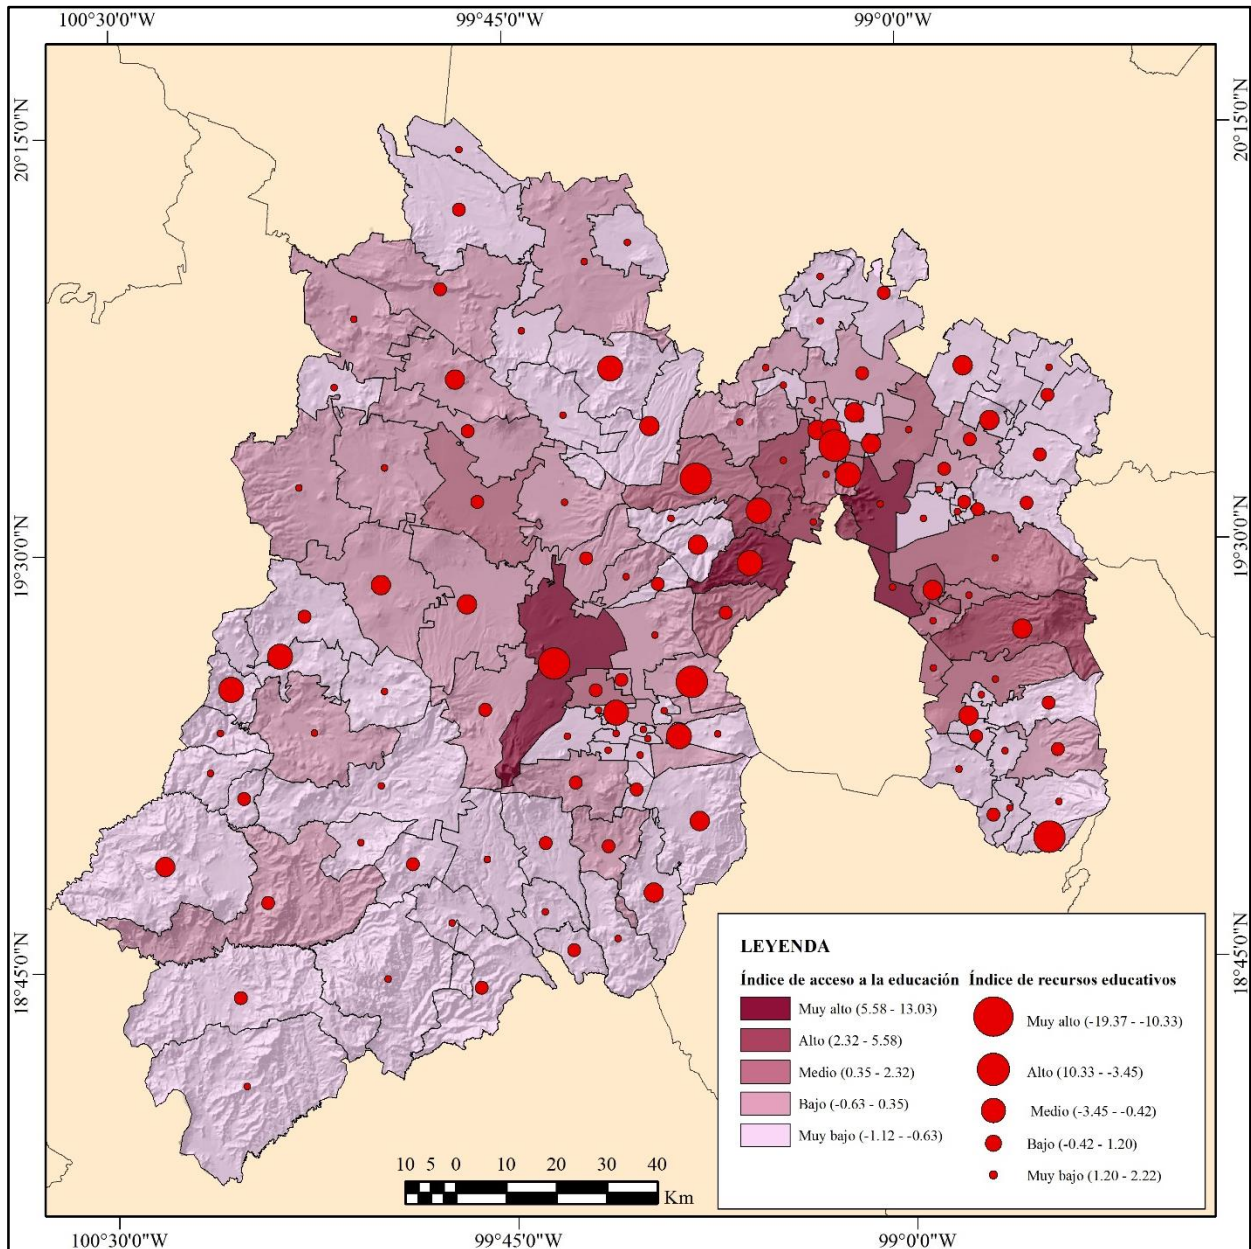 100°30'0"W
99°45'0"W
99°0'0"W
20°15'0"N
20°15'0"N
19°30'0"N
19°30'0"N
18°45'0"N
18°45'0"N
LEYENDA
Índice de acceso a la educación
Muy alto (5.58 - 13.03)
Alto (2.32 - 5.58)
Medio (0.35 - 2.32)
Bajo (-0.63 - 0.35)
Muy bajo (-1.12 - -0.63)
Índice de recursos educativos
Muy alto (-19.37 - -10.33)
Alto (10.33 - -3.45)
Medio (-3.45 - -0.42)
Bajo (-0.42 - 1.20)
Muy bajo (1.20 - 2.22)
10 5 0 10 20 30 40
Km
100°30'0"W
99°45'0"W
99°0'0"W